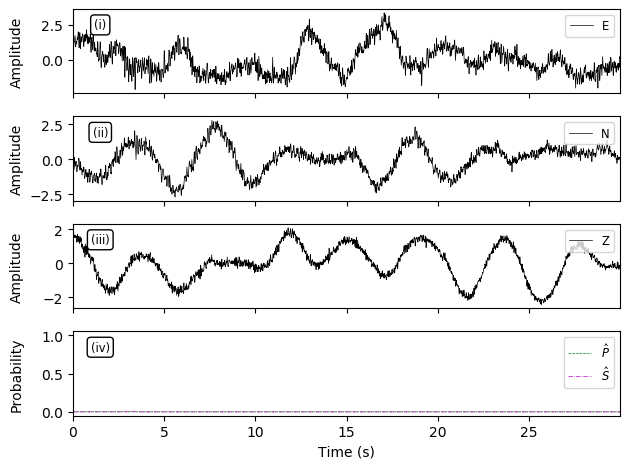 Amplitude
2.5
0.0
(i)
E
Amplitude
2.5
0.0
−2.5
(ii)
N
Amplitude
2
0
−2
(iii)
Z
Probability
1.0
0.5
0.0
(iv)
P̂
Ŝ
0 5 10 15 20 25
Time (s)